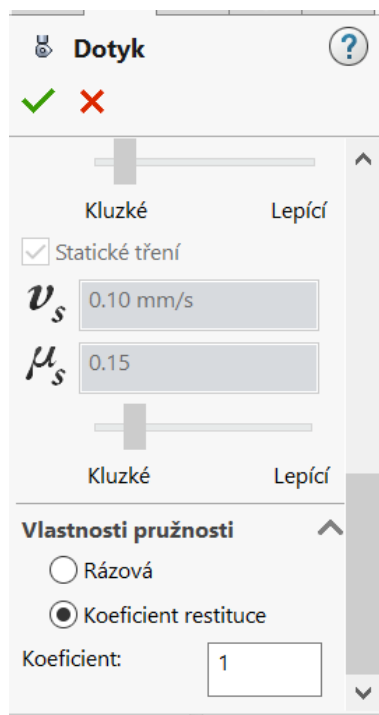 Dotyk
?
Kluzké Lepící
Statické tření
υs 0.10 mm/s
μs 0.15
Kluzké Lepící
Vlastnosti pružnosti
Rázová
Koeficient restituce
Koeficient: 1